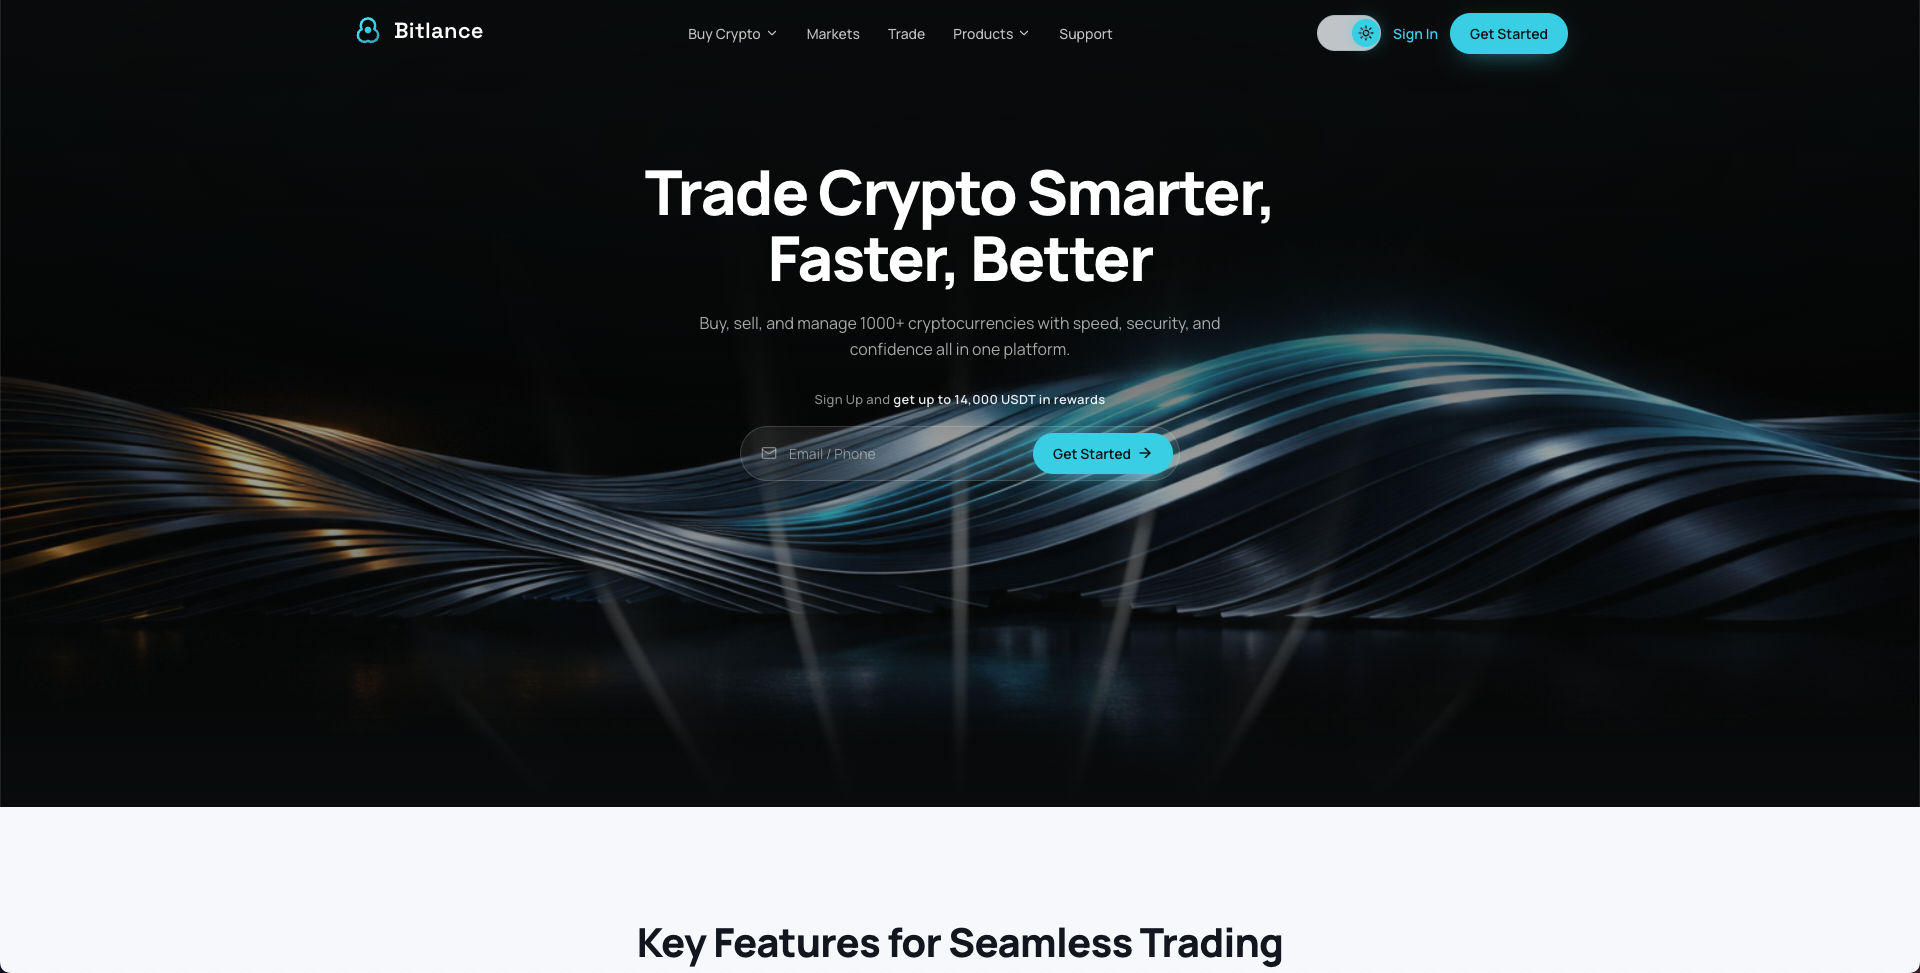 Bitlance
Buy Crypto
Markets
Trade
Products
Support
Sign In
Get Started
Trade Crypto Smarter,
Faster, Better
Buy, sell, and manage 1000+ cryptocurrencies with speed, security, and
confidence all in one platform.
Sign Up and get up to 14,000 USDT in rewards
Email / Phone
Get Started
Key Features for Seamless Trading